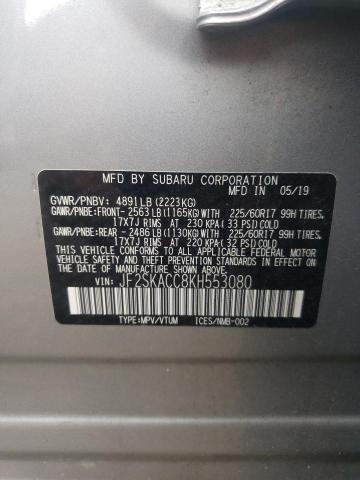 MFD BY SUBARU CORPORATION
GVWR/PNBV: 4891LB (2223KG) IN 05/19
GAWR/PNBE:FRONT- 2563 LB(1165KG)WITH 225/60R17 99H TIRES,
17X7J RIMS, AT 230 KPA(33 PSI)COLD
GAWR/PNBE:REAR - 2486 LB(1130KG)WITH 225/60R17 99H TIRES,
17X7J RIMS, AT 220 KPA(32 PSI)COLD
THIS VEHICLE CONFORMS TO ALL APPLICABLE FEDERAL MOTOR
VEHICLE SAFETY AND THEFT PREVENTION STANDARDS IN EFFECT
ON THE DATE OF MANUFACTURE SHOWN ABOVE.
VIN: JF2SKACC8KH553080
TYPE:MPV/VTUM ICES/NMB-002